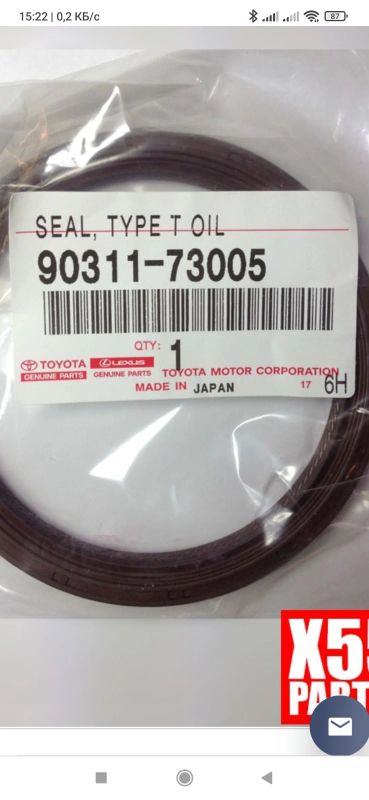 15:22 | 0,2 КБ/с
87
SEAL, TYPE T OIL
90311-73005
QTY: 1
TOYOTA LEXUS
GENUINE PARTS GENUINE PARTS TOYOTA MOTOR CORPORATION
MADE IN JAPAN 17 6H
X55
PART